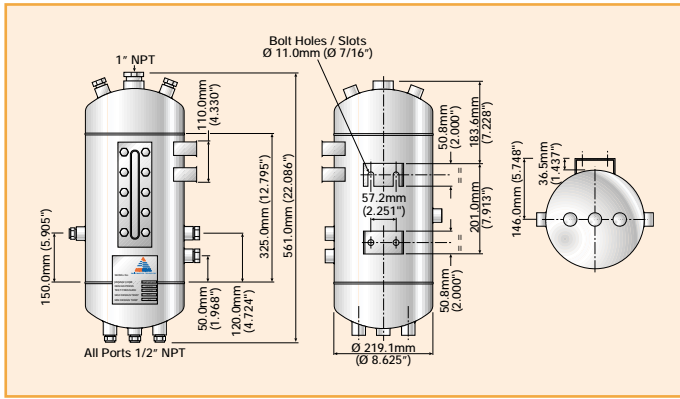 1″ NPT
110.0mm
(4.330″)
325.0mm (12.795″)
561.0mm (22.086″)
150.0mm (5.905″)
50.0mm
(1.968″)
120.0mm
(4.724″)
All Ports 1/2″ NPT
Bolt Holes / Slots
Ø 11.0mm (Ø 7/16″)
50.8mm
(2.000″)
183.6mm
(7.228″)
57.2mm
(2.251″)
201.0mm
(7.913″)
50.8mm
(2.000″)
Ø 219.1mm
(Ø 8.625″)
146.0mm (5.748″)
36.5mm
(1.437″)